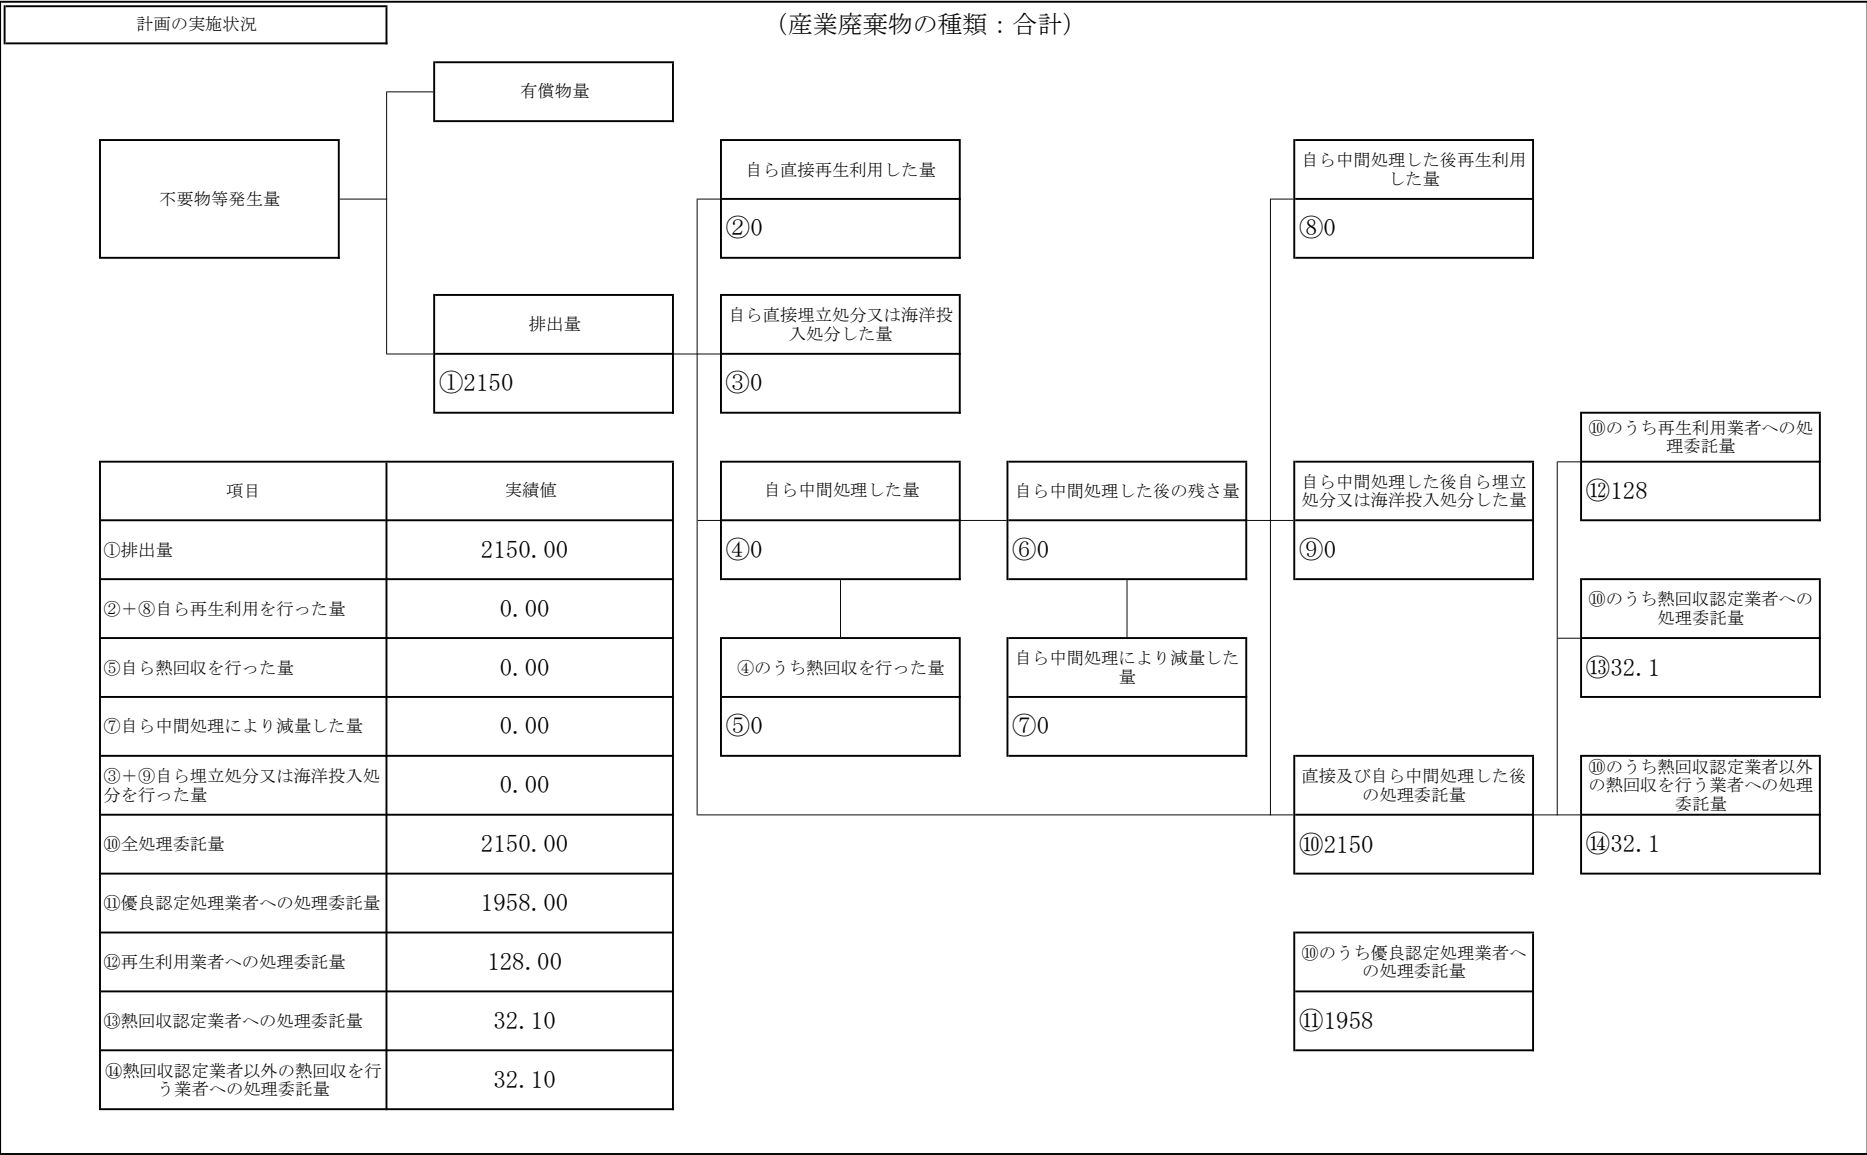 計画の実施状況
（産業廃棄物の種類：合計）
有償物量
不要物等発生量
自ら直接再生利用した量
②0
自ら中間処理した後再生利用
した量
⑧0
排出量
①2150
自ら直接埋立処分又は海洋投
入処分した量
③0
⑩のうち再生利用業者への処
理委託量
⑫128
自ら中間処理した量
④0
自ら中間処理した後の残さ量
⑥0
自ら中間処理した後自ら埋立
処分又は海洋投入処分した量
⑨0
⑩のうち熱回収認定業者への
処理委託量
⑬32.1
④のうち熱回収を行った量
⑤0
自ら中間処理により減量した
量
⑦0
直接及び自ら中間処理した後
の処理委託量
⑩2150
⑩のうち熱回収認定業者以外
の熱回収を行う業者への処理
委託量
⑭32.1
⑩のうち優良認定処理業者へ
の処理委託量
⑪1958
項目 実績値
①排出量 2150.00
②＋⑧自ら再生利用を行った量 0.00
⑤自ら熱回収を行った量 0.00
⑦自ら中間処理により減量した量 0.00
③＋⑨自ら埋立処分又は海洋投入処
分を行った量 0.00
⑩全処理委託量 2150.00
⑪優良認定処理業者への処理委託量 1958.00
⑫再生利用業者への処理委託量 128.00
⑬熱回収認定業者への処理委託量 32.10
⑭熱回収認定業者以外の熱回収を行
う業者への処理委託量 32.10